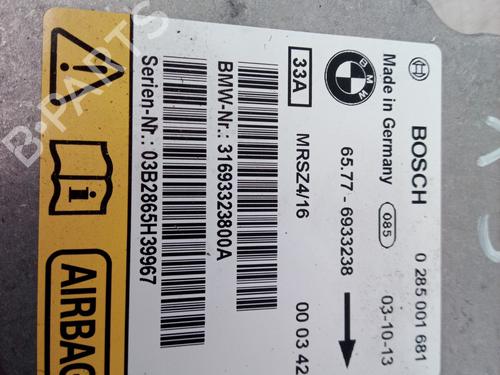 BOSCH 0 285 001 681
Made in Germany 085 03-10-13
BMW 65.77 - 6933238
33A MRSZ4/16 00 03 42
BMW-Nr.: 31693323800A
Serien-Nr.: 03B2865H39967
AIRBAG
B-PARTS